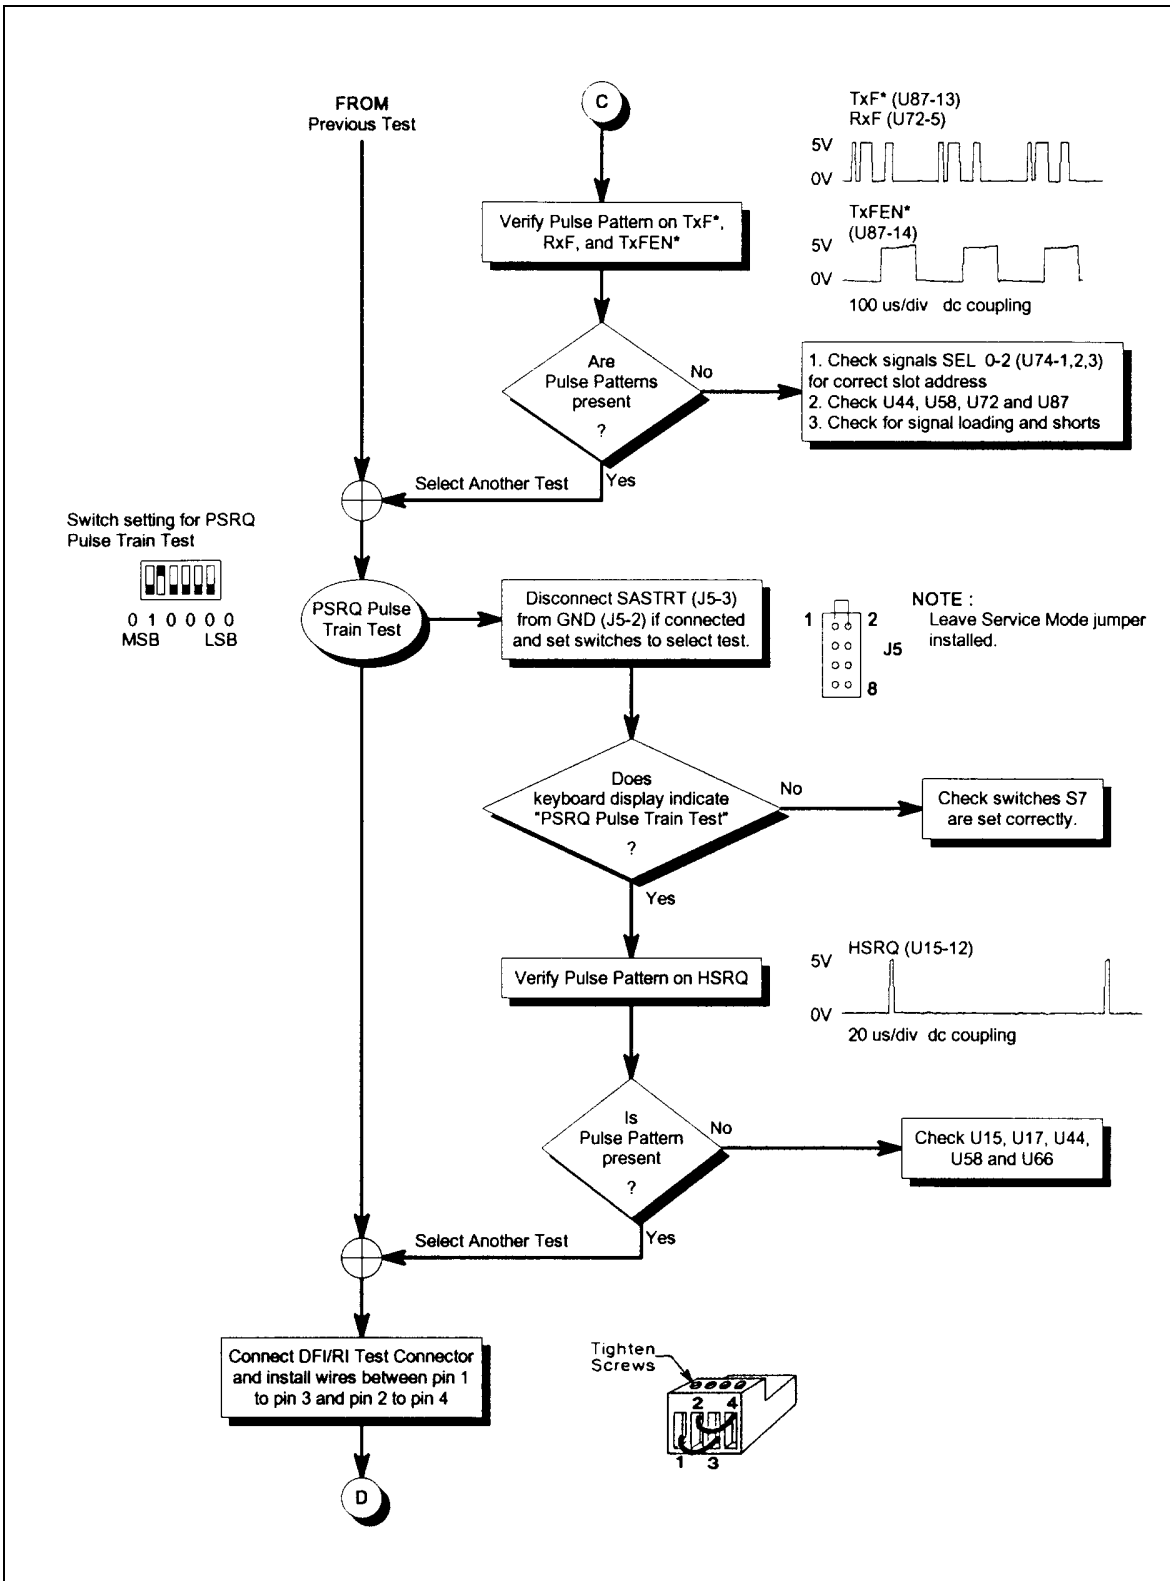 FROM
Previous Test
C
TxF* (U87-13)
RxF (U72-5)
5V
0V
Verify Pulse Pattern on TxF*,
RxF, and TxFEN*
TxFEN*
(U87-14)
5V
0V
100 us/div dc coupling
Are
Pulse Patterns
present
?
No
1. Check signals SEL 0-2 (U74-1,2,3)
for correct slot address
2. Check U44, U58, U72 and U87
3. Check for signal loading and shorts
Select Another Test
Yes
Switch setting for PSRQ
Pulse Train Test
0 1 0 0 0 0
MSB LSB
PSRQ Pulse
Train Test
Disconnect SASTRT (J5-3)
from GND (J5-2) if connected
and set switches to select test.
1 2
J5
8
NOTE :
Leave Service Mode jumper
installed.
Does
keyboard display indicate
"PSRQ Pulse Train Test"
?
No
Check switches S7
are set correctly.
Yes
Verify Pulse Pattern on HSRQ
HSRQ (U15-12)
5V
0V
20 us/div dc coupling
Is
Pulse Pattern
present
?
No
Check U15, U17, U44,
U58 and U66
Select Another Test
Yes
Connect DFI/RI Test Connector
and install wires between pin 1
to pin 3 and pin 2 to pin 4
Tighten
Screws
2 4
1 3
D